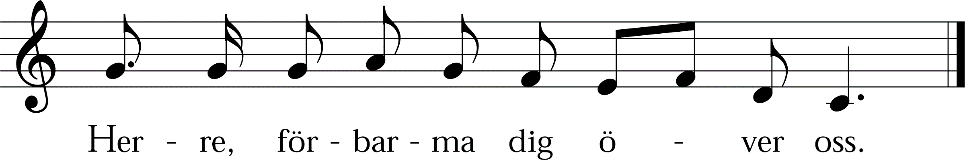 Her - re, för - bar - ma dig ö - ver oss.